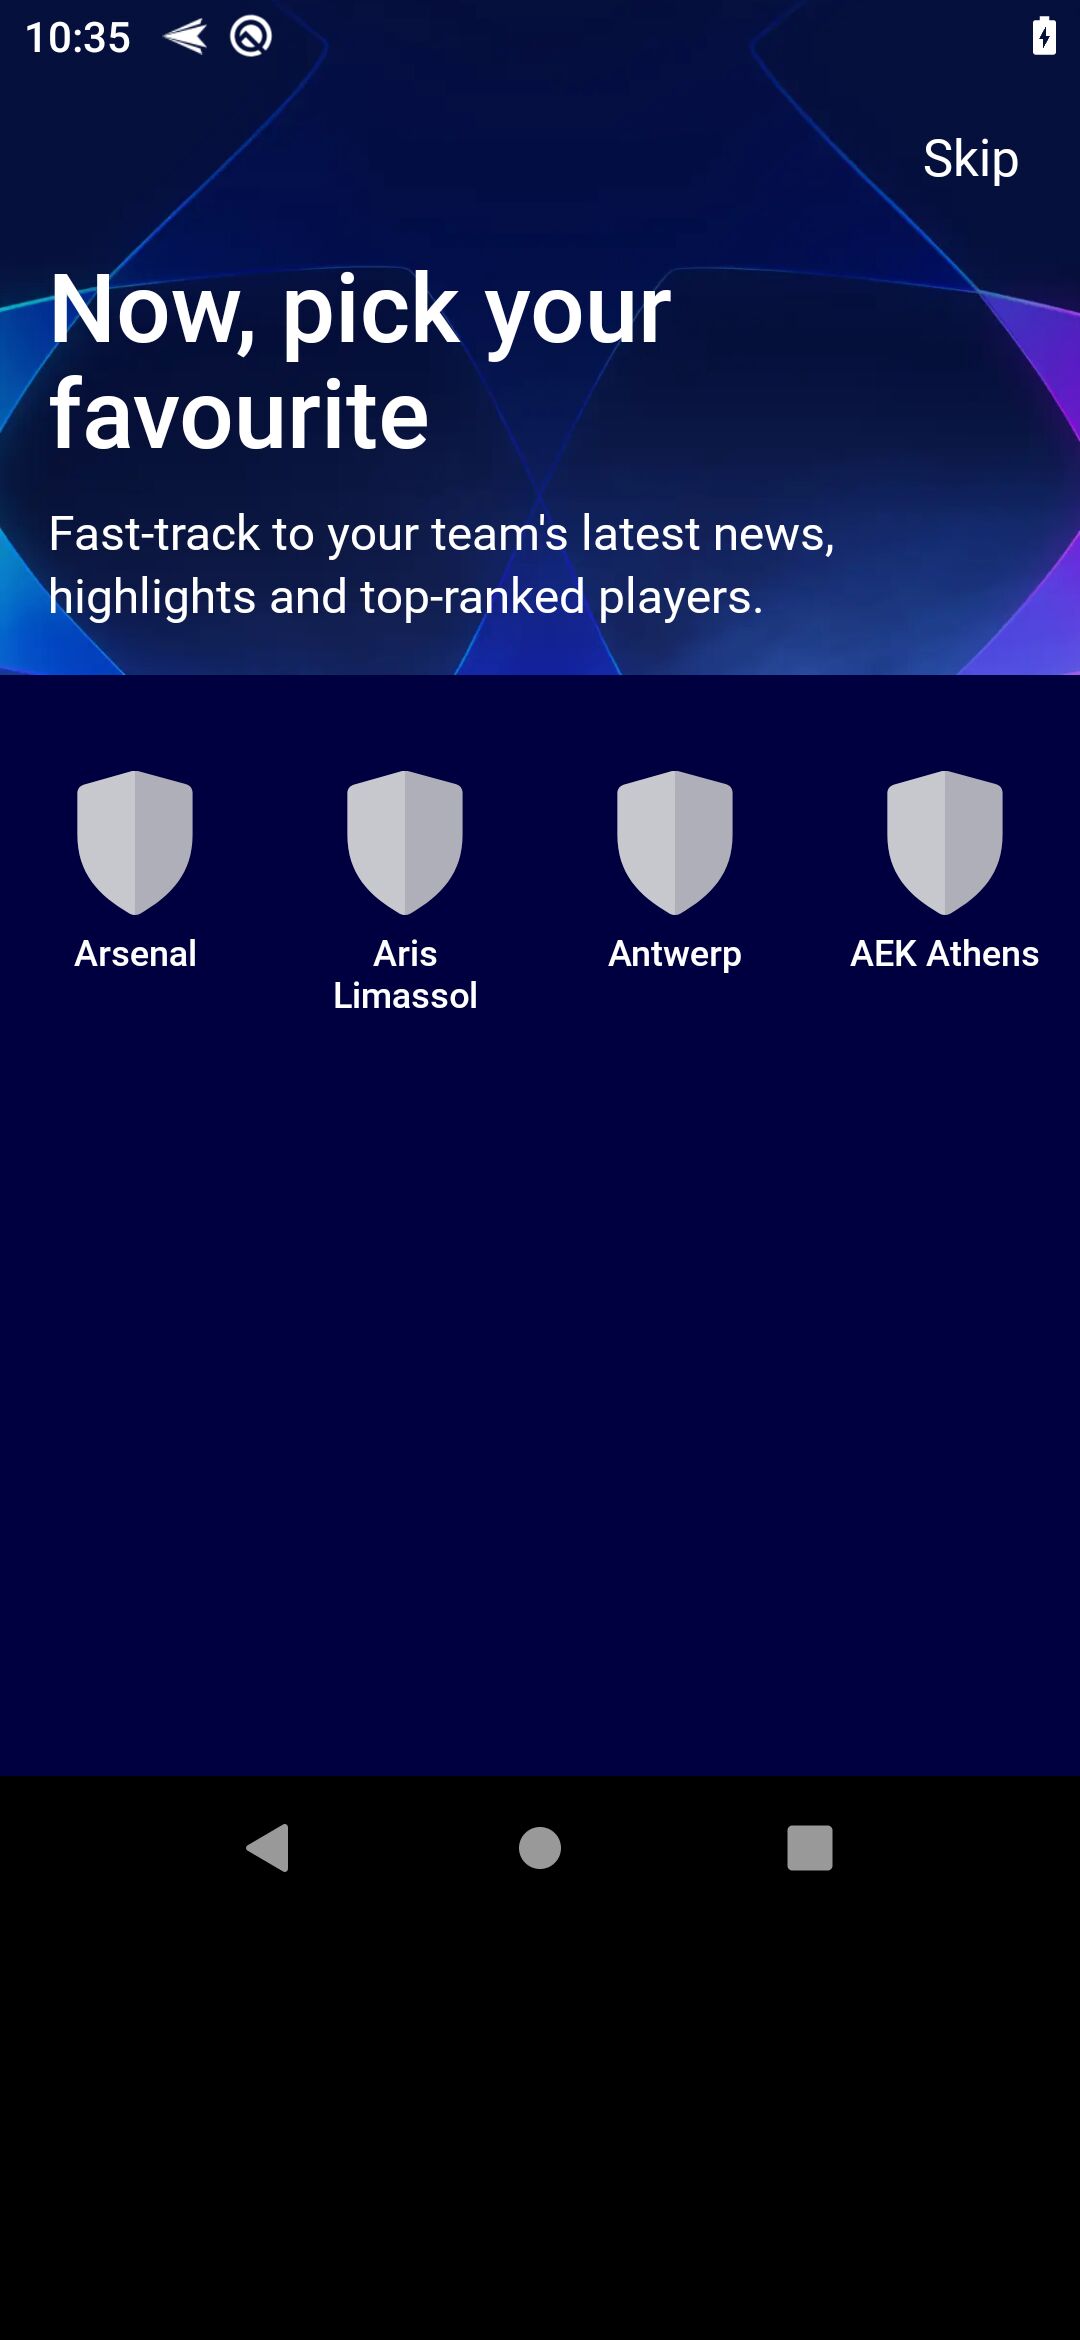 10:35
Skip
Now, pick your
favourite
Fast-track to your team's latest news,
highlights and top-ranked players.
Arsenal
Aris
Limassol
Antwerp
AEK Athens